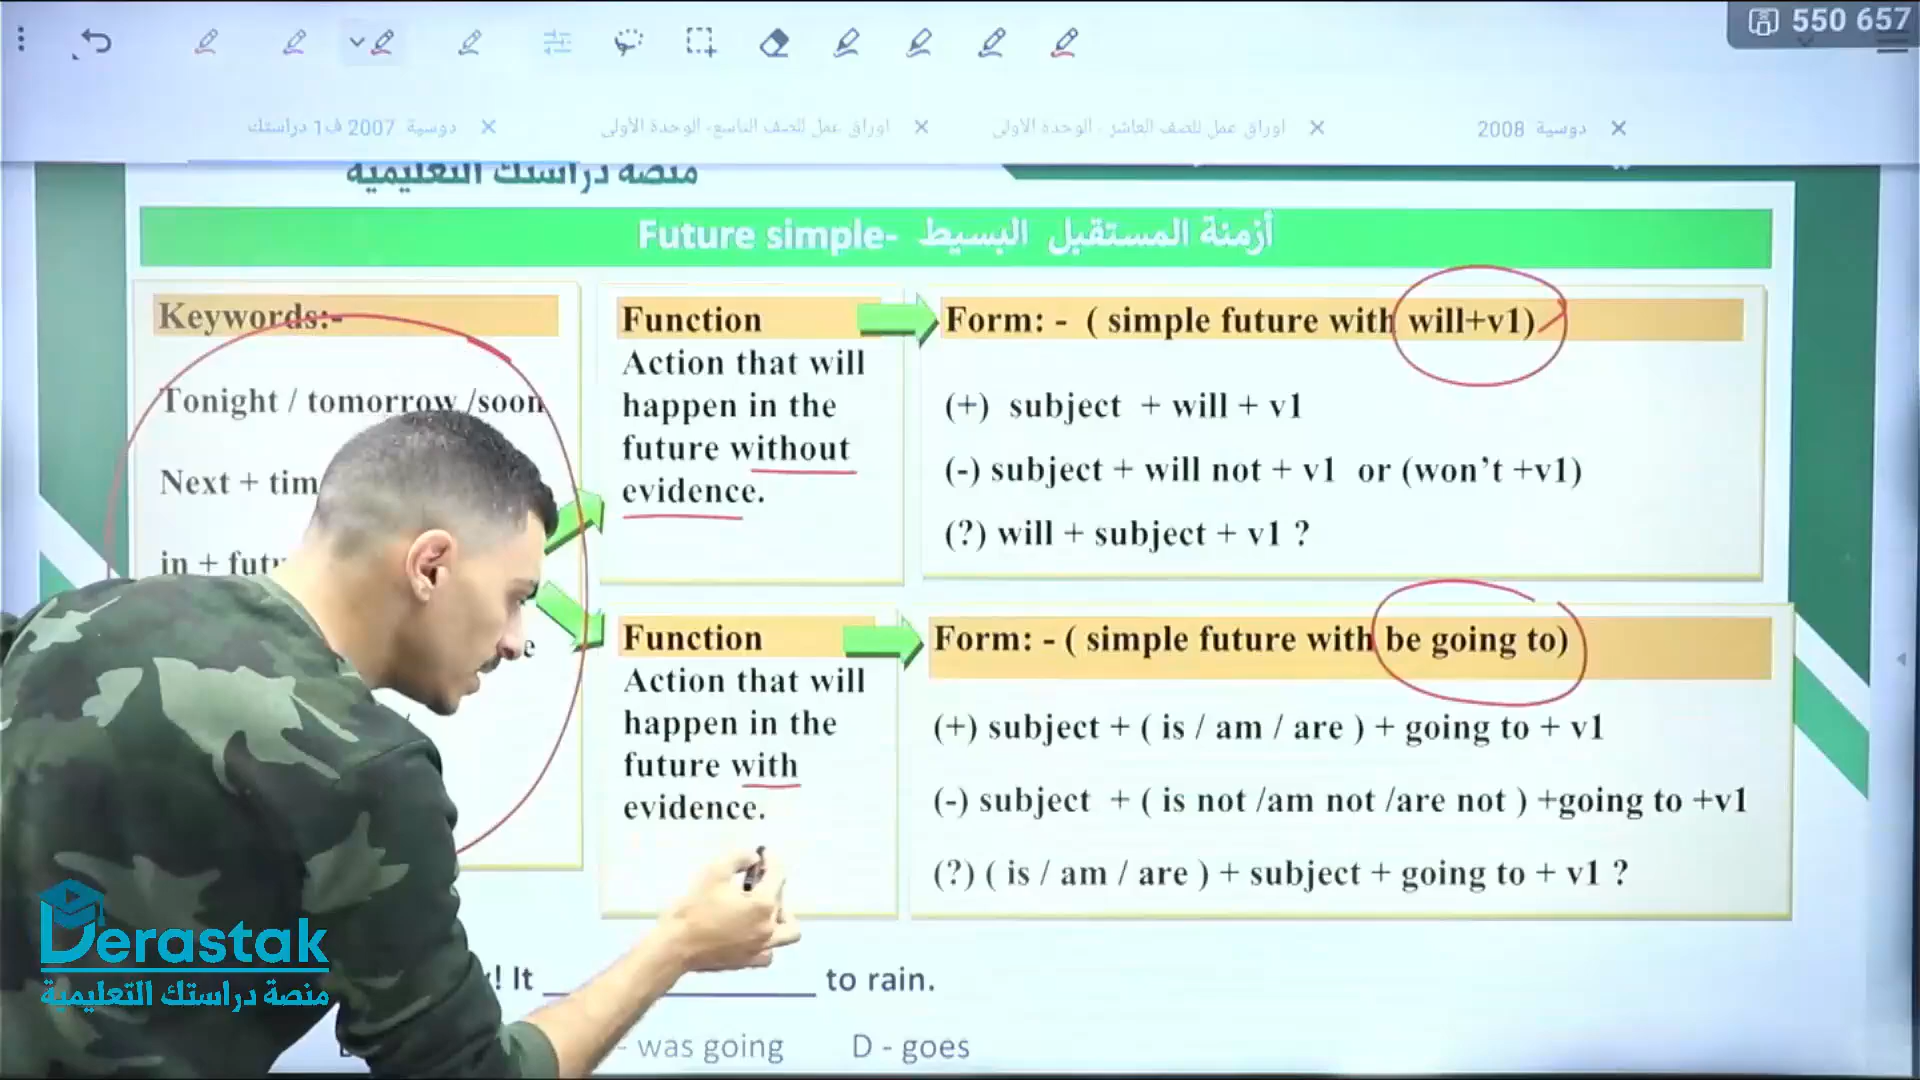 550 657
دوسية 2007 ف1 دراستك
اوراق عمل للصف التاسع- الوحدة الأولى
اوراق عمل للصف العاشر - الوحدة الاولى
دوسية 2008
منصة دراستك التعليمية
Future simple- أزمنة المستقبل البسيط
Keywords:-
Tonight / tomorrow /soon
Next + tim
in + futu
e
Function
Action that will
happen in the
future without
evidence.
Form: - ( simple future with will+v1)
(+) subject + will + v1
(-) subject + will not + v1 or (won't +v1)
(?) will + subject + v1 ?
Function
Action that will
happen in the
future with
evidence.
Form: - ( simple future with be going to)
(+) subject + ( is / am / are ) + going to + v1
(-) subject + ( is not /am not /are not ) +going to +v1
(?) ( is / am / are ) + subject + going to + v1 ?
! It ____________ to rain.
- was going D - goes
Derastak
منصة دراستك التعليمية